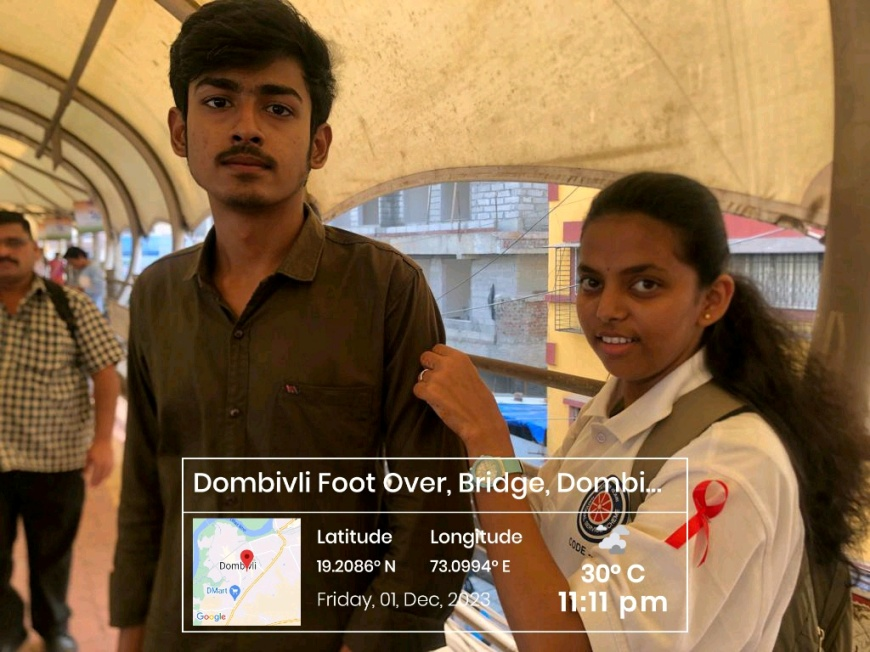 Dombivli Foot Over, Bridge, Dombi...
Latitude
Longitude
19.2086° N
73.0994° E
Friday, 01, Dec, 2023
30° C
11:11 pm
Dombivli
DMart
Google
CODE